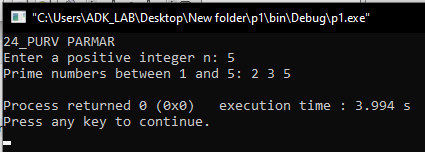 "C:\Users\ADK_LAB\Desktop\New folder\p1\bin\Debug\p1.exe"
24_PURV PARMAR
Enter a positive integer n: 5
Prime numbers between 1 and 5: 2 3 5
Process returned 0 (0x0)   execution time : 3.994 s
Press any key to continue.